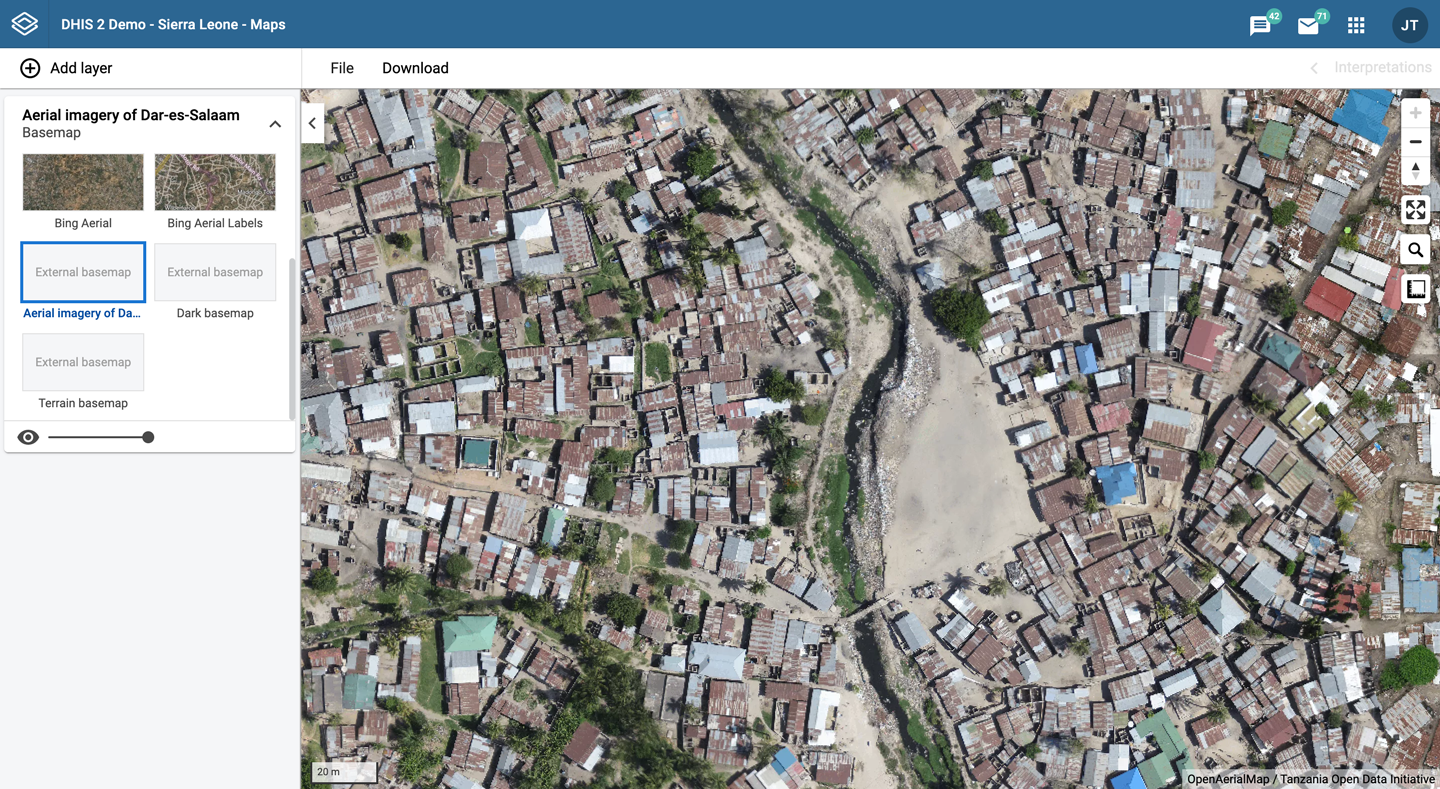 DHIS 2 Demo - Sierra Leone - Maps
42
71
JT
Add layer
File
Download
Interpretations
Aerial imagery of Dar-es-Salaam
Basemap
Bing Aerial
Bing Aerial Labels
External basemap
External basemap
Aerial imagery of Da...
Dark basemap
External basemap
Terrain basemap
20 m
OpenAerialMap / Tanzania Open Data Initiative